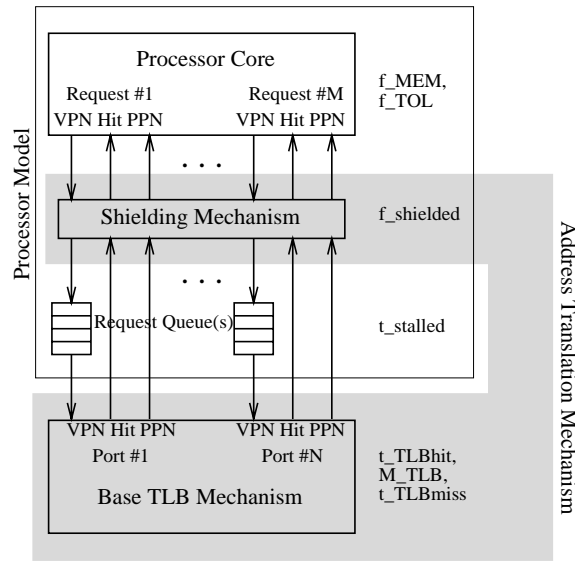 Processor Core
Request #1
Request #M
VPN Hit PPN
VPN Hit PPN
f_MEM,
f_TOL
. . .
Processor Model
Shielding Mechanism
f_shielded
. . .
Request Queue(s)
t_stalled
Address Translation Mechanism
VPN Hit PPN
VPN Hit PPN
Port #1
Port #N
Base TLB Mechanism
t_TLBhit,
M_TLB,
t_TLBmiss